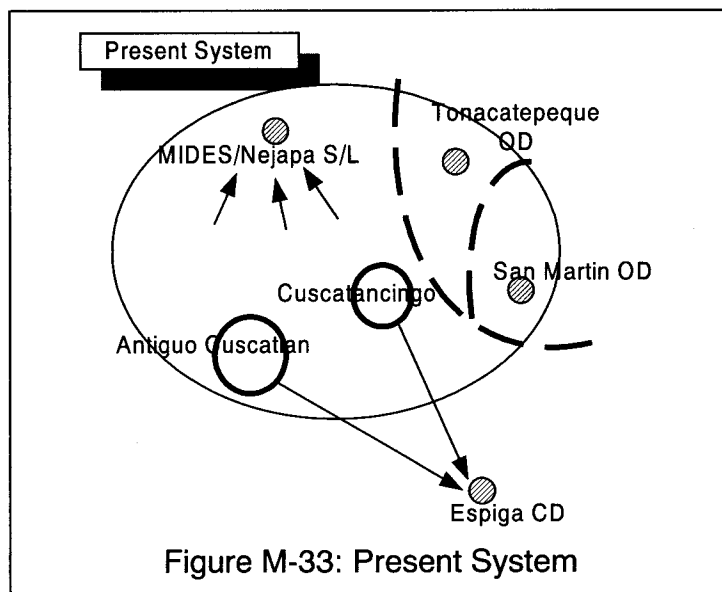 Present System
Tonacatepeque
OD
MIDES/Nejapa S/L
San Martin OD
Cuscatancingo
Antiguo Cuscatlan
Espiga CD
Figure M-33: Present System